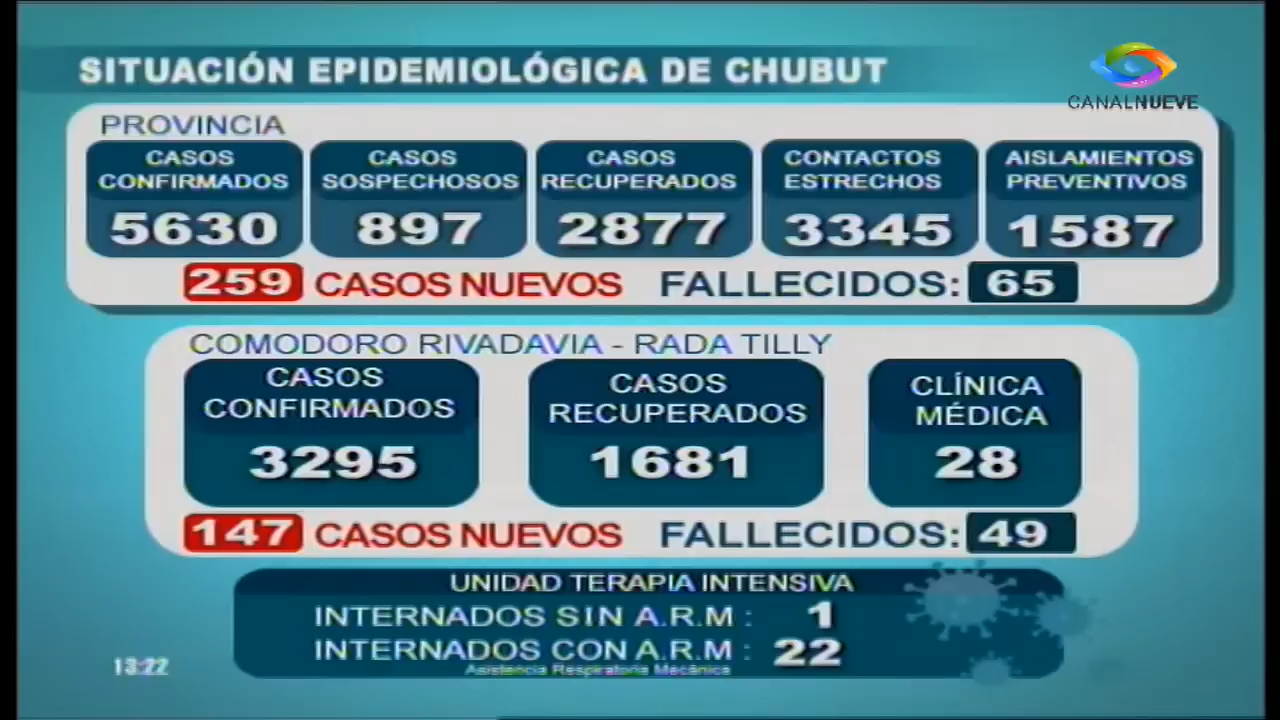 SITUACIÓN EPIDEMIOLÓGICA DE CHUBUT
CANALNUEVE
PROVINCIA
CASOS CONFIRMADOS
5630
CASOS SOSPECHOSOS
897
CASOS RECUPERADOS
2877
CONTACTOS ESTRECHOS
3345
AISLAMIENTOS PREVENTIVOS
1587
259 CASOS NUEVOS FALLECIDOS: 65
COMODORO RIVADAVIA - RADA TILLY
CASOS CONFIRMADOS
3295
CASOS RECUPERADOS
1681
CLÍNICA MÉDICA
28
147 CASOS NUEVOS FALLECIDOS: 49
UNIDAD TERAPIA INTENSIVA
INTERNADOS SIN A.R.M : 1
INTERNADOS CON A.R.M : 22
Asistencia Respiratoria Mecánica
13:22